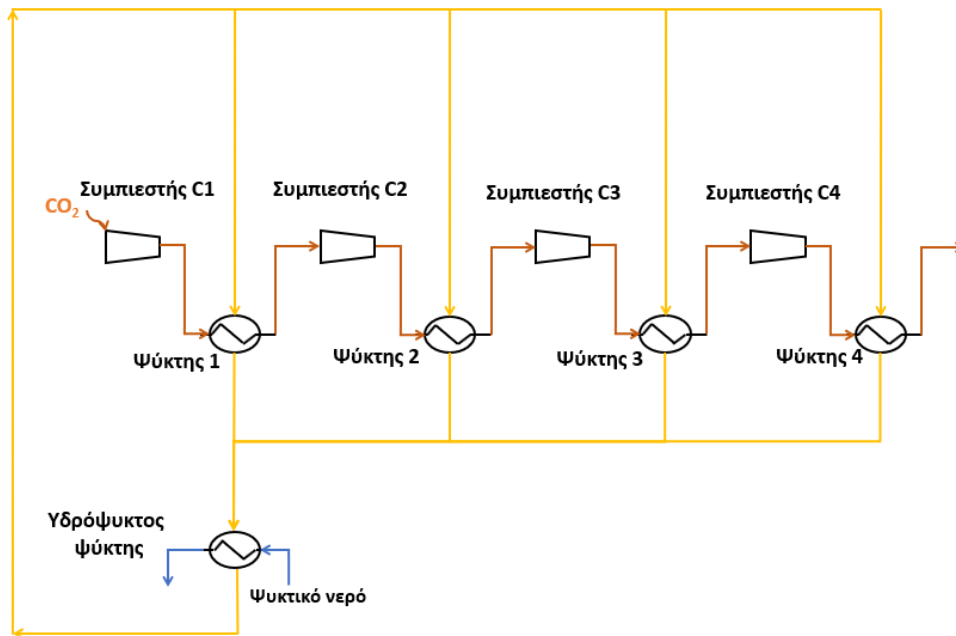 Συμπιεστής C1
Συμπιεστής C2
Συμπιεστής C3
Συμπιεστής C4
CO₂
Ψύκτης 1
Ψύκτης 2
Ψύκτης 3
Ψύκτης 4
Υδρόψυκτος
ψύκτης
Ψυκτικό νερό